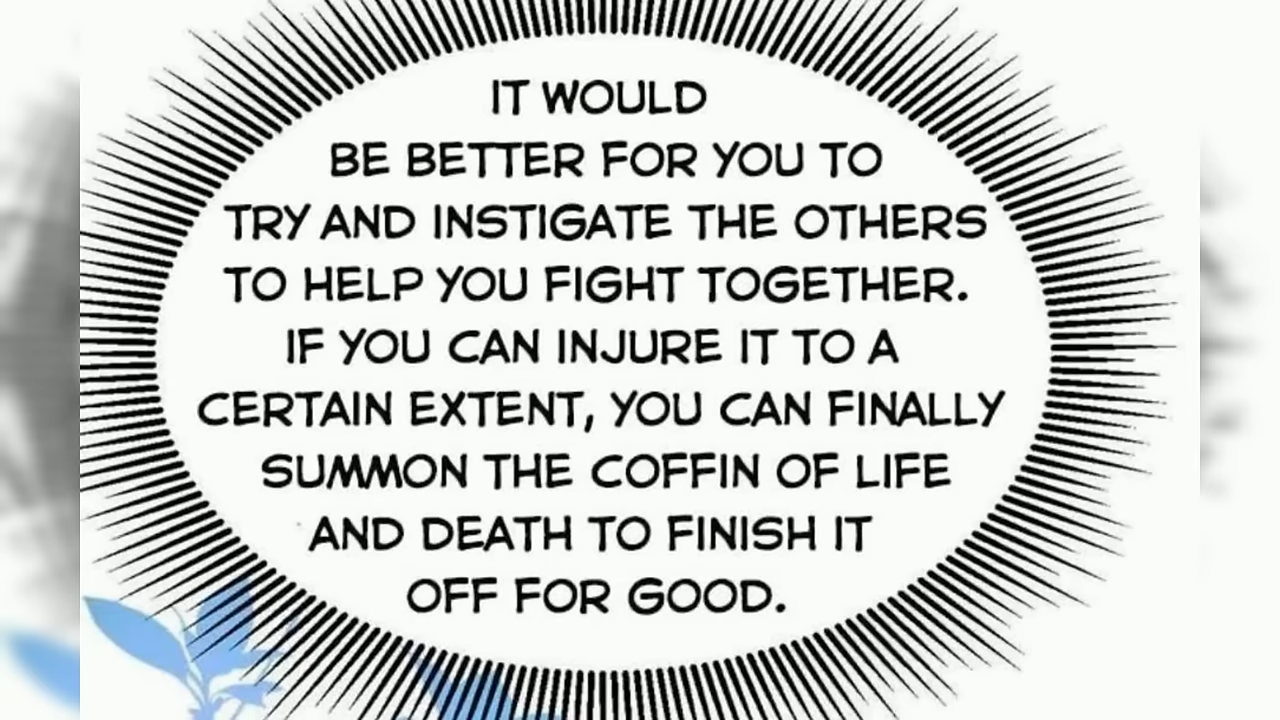 IT WOULD
BE BETTER FOR YOU TO
TRY AND INSTIGATE THE OTHERS
TO HELP YOU FIGHT TOGETHER.
IF YOU CAN INJURE IT TO A
CERTAIN EXTENT, YOU CAN FINALLY
SUMMON THE COFFIN OF LIFE
AND DEATH TO FINISH IT
OFF FOR GOOD.